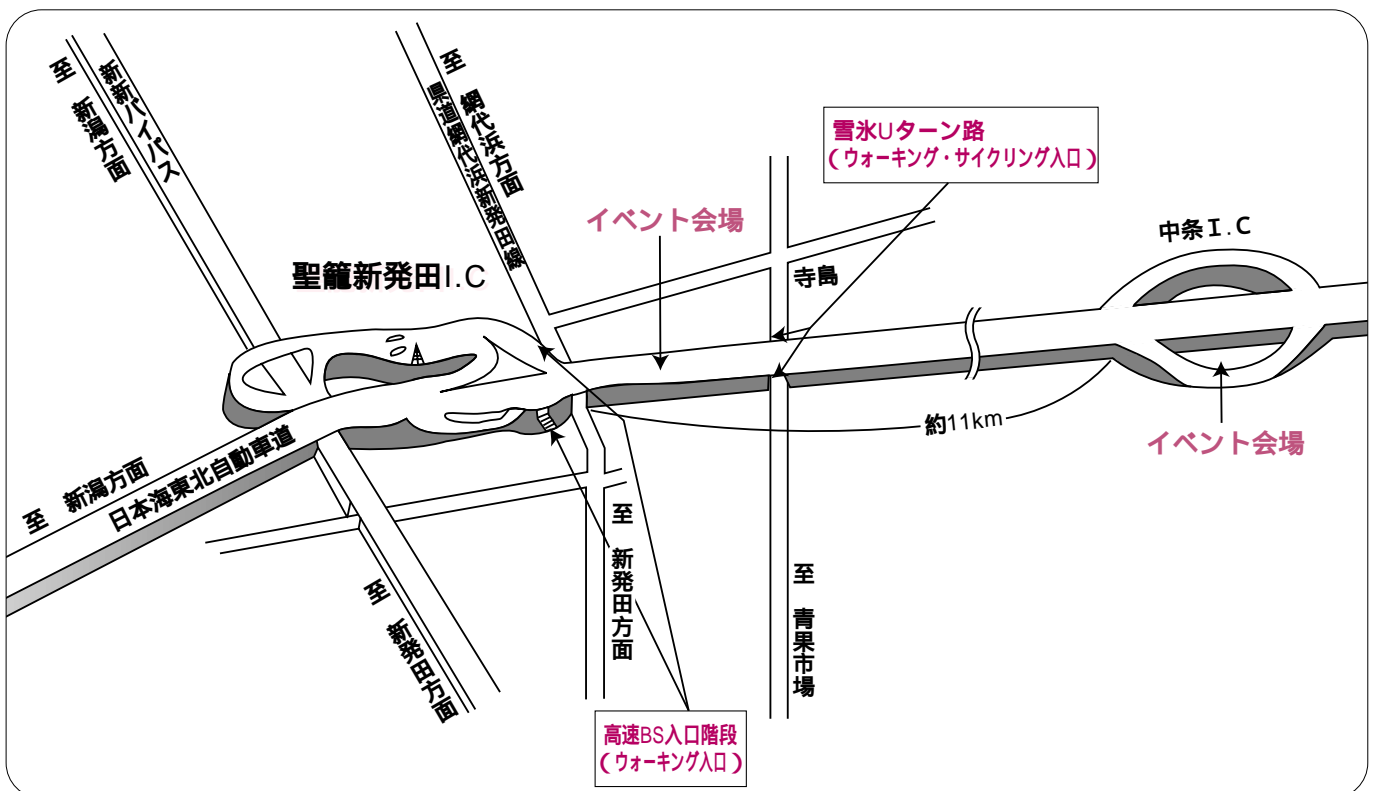 至 新潟方面
新新バイパス
至 網代浜方面
県道網代浜新発田線
雪氷Uターン路
（ウォーキング・サイクリング入口）
イベント会場
中条I.C
聖籠新発田I.C
寺島
約11km
イベント会場
至 新潟方面
日本海東北自動車道
至 新発田方面
至 新発田方面
至 青果市場
高速BS入口階段
（ウォーキング入口）